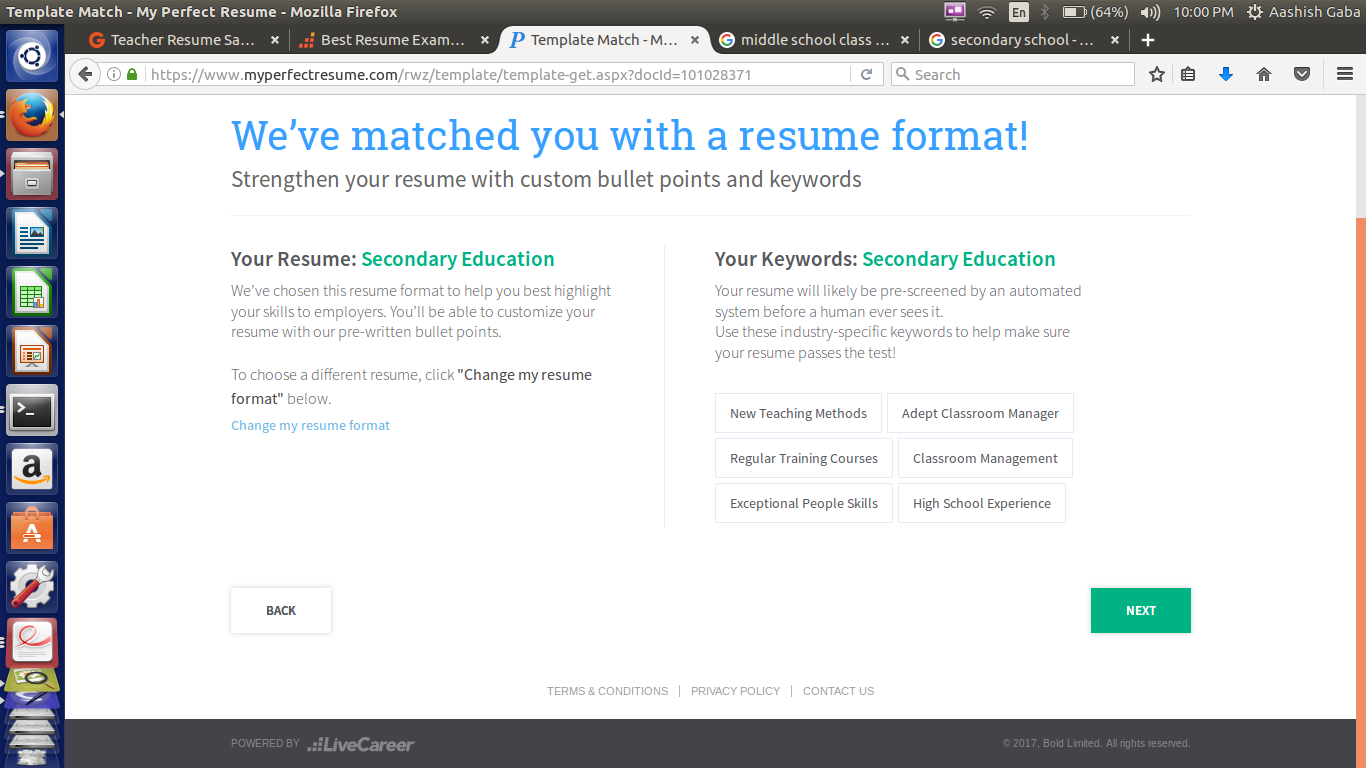 Template Match - My Perfect Resume - Mozilla Firefox
En
(64%)
10:00 PM
Aashish Gaba
Teacher Resume Sa...
Best Resume Exam...
Template Match - M...
middle school class ...
secondary school - ...
https://www.myperfectresume.com/rwz/template/template-get.aspx?docId=101028371
Search
We've matched you with a resume format!
Strengthen your resume with custom bullet points and keywords
Your Resume: Secondary Education
We've chosen this resume format to help you best highlight
your skills to employers. You'll be able to customize your
resume with our pre-written bullet points.
To choose a different resume, click "Change my resume
format" below.
Change my resume format
Your Keywords: Secondary Education
Your resume will likely be pre-screened by an automated
system before a human ever sees it.
Use these industry-specific keywords to help make sure
your resume passes the test!
New Teaching Methods
Adept Classroom Manager
Regular Training Courses
Classroom Management
Exceptional People Skills
High School Experience
BACK
NEXT
TERMS & CONDITIONS
PRIVACY POLICY
CONTACT US
POWERED BY
LiveCareer
© 2017, Bold Limited. All rights reserved.